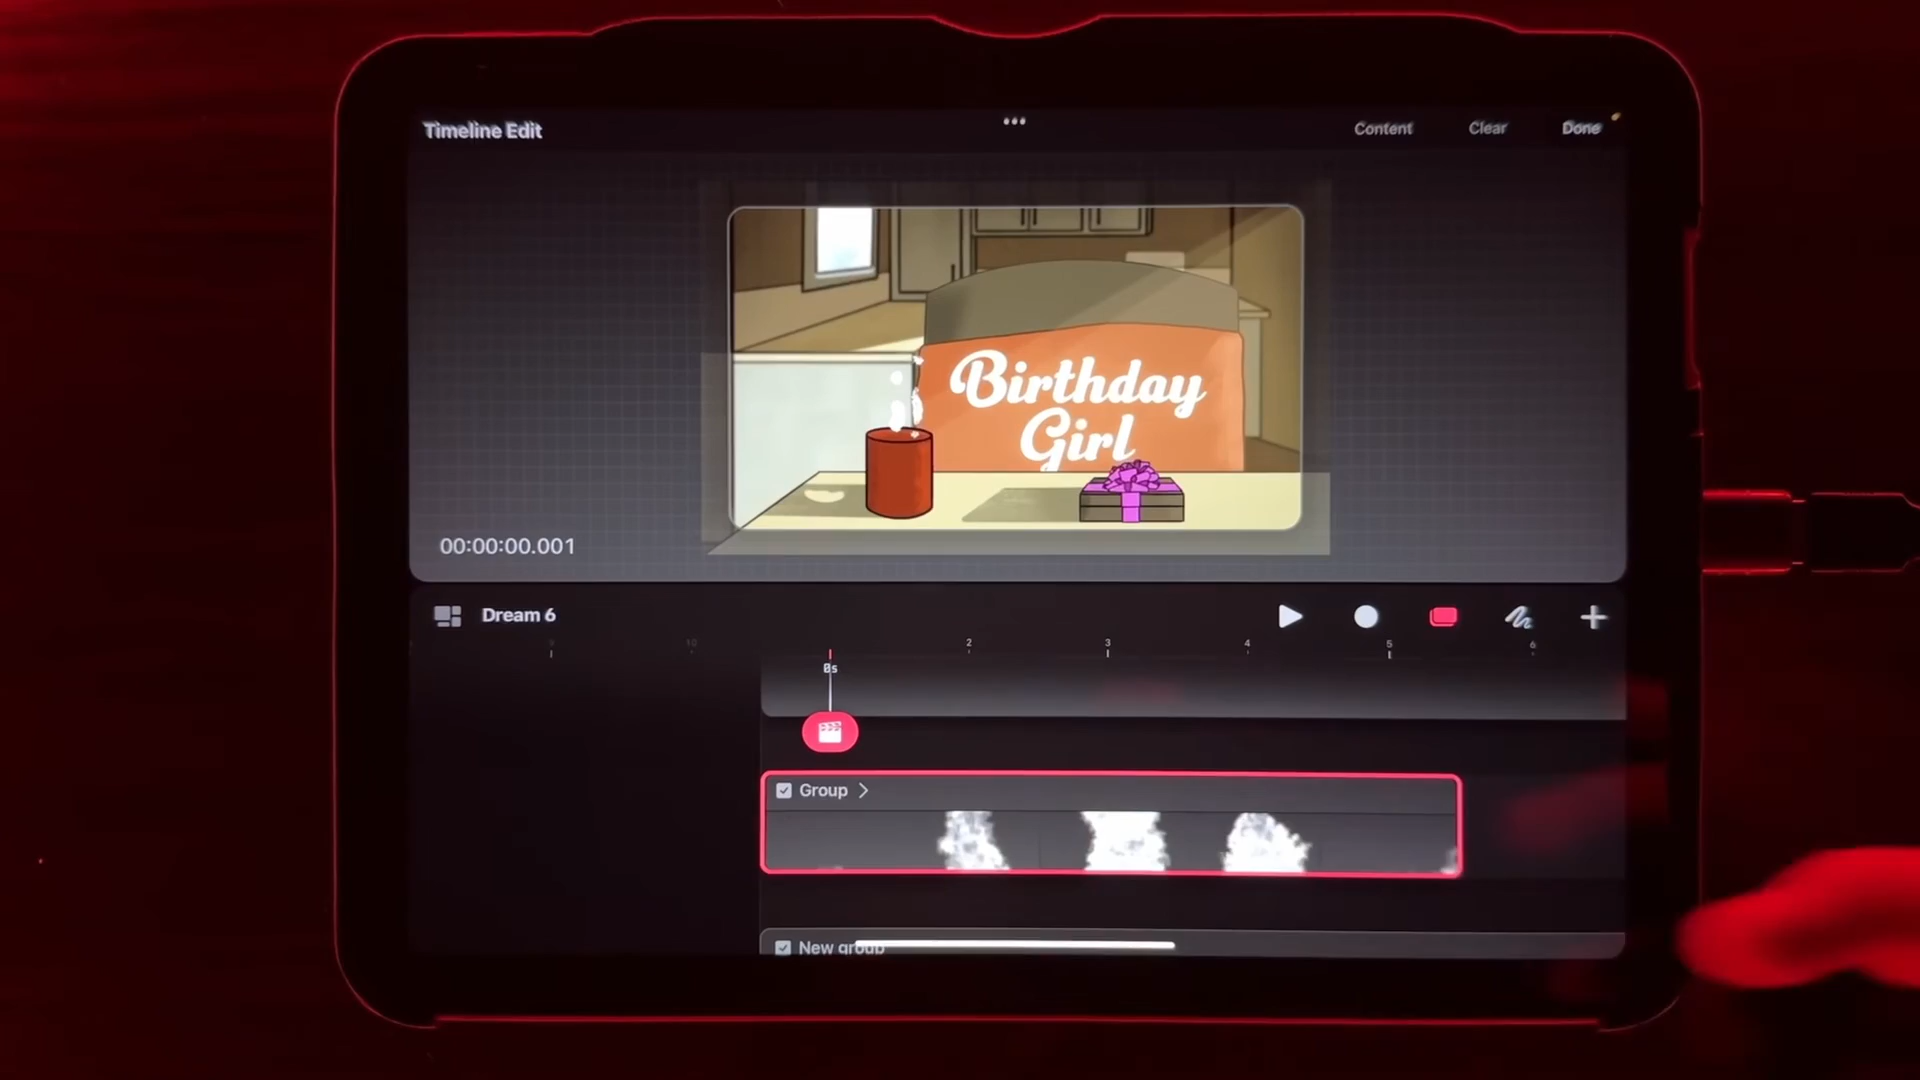 Timeline Edit
Content
Clear
Done
Birthday
Girl
00:00:00.001
Dream 6
2
3
4
5
6
0s
Group
New group